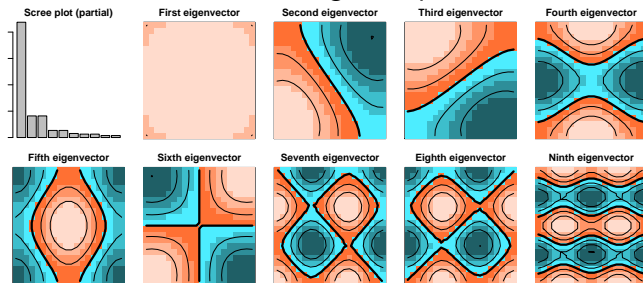 Scree plot (partial)
First eigenvector
Second eigenvector
Third eigenvector
Fourth eigenvector
Fifth eigenvector
Sixth eigenvector
Seventh eigenvector
Eighth eigenvector
Ninth eigenvector